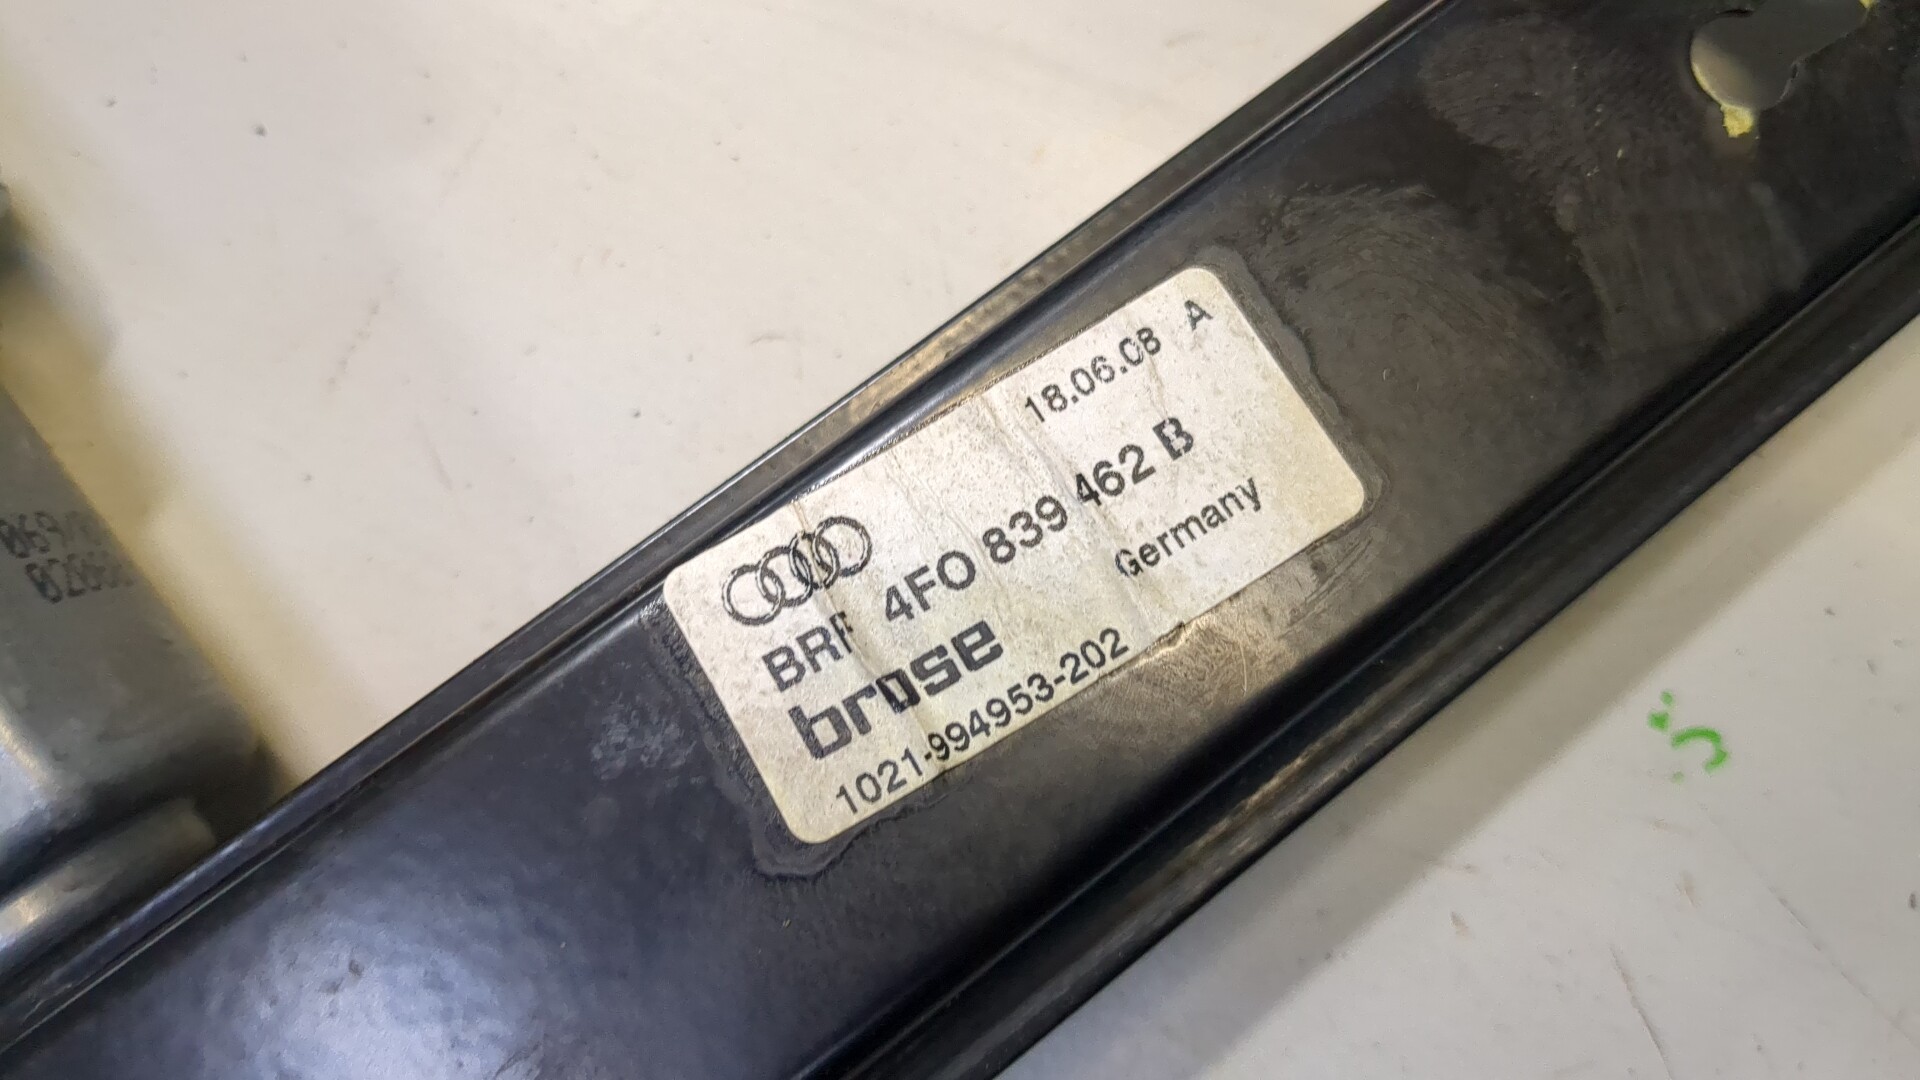 18.06.08 A
BRF 4F0 839 462 B
Germany
brose
1021-994953-202